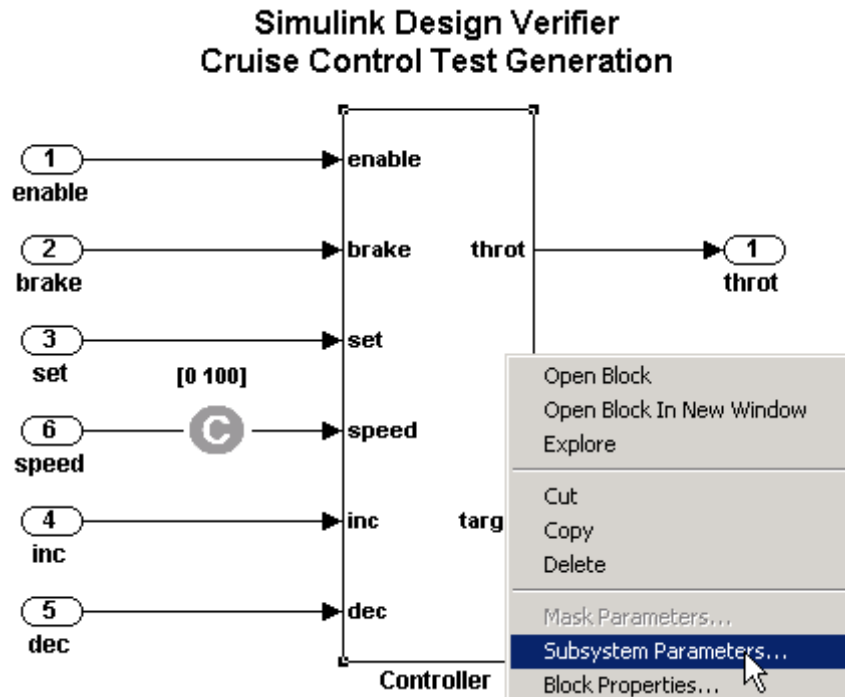 Simulink Design Verifier
Cruise Control Test Generation
1
enable
enable
2
brake
brake
throt
1
throt
3
set
set
[0 100]
6
C
speed
speed
4
inc
inc
targ
5
dec
dec
Controller
Open Block
Open Block In New Window
Explore
Cut
Copy
Delete
Mask Parameters...
Subsystem Parameters...
Block Properties...